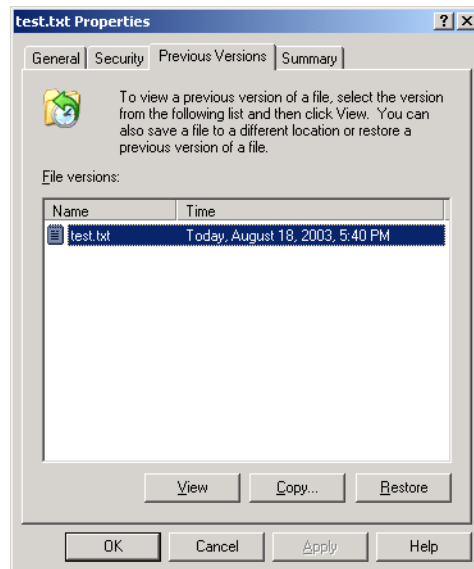 test.txt Properties
? X
General Security Previous Versions Summary
To view a previous version of a file, select the version
from the following list and then click View. You can
also save a file to a different location or restore a
previous version of a file.
File versions:
Name Time
test.txt Today, August 18, 2003, 5:40 PM
View Copy... Restore
OK Cancel Apply Help